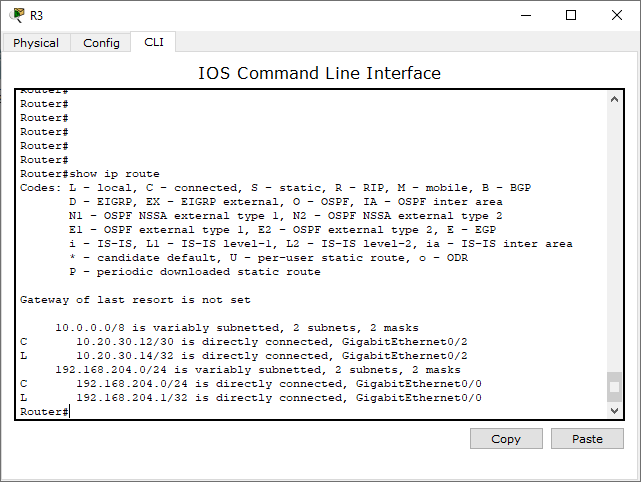 R3
Physical Config CLI
IOS Command Line Interface
Router#
Router#
Router#
Router#
Router#
Router#
Router#show ip route
Codes: L - local, C - connected, S - static, R - RIP, M - mobile, B - BGP
D - EIGRP, EX - EIGRP external, O - OSPF, IA - OSPF inter area
N1 - OSPF NSSA external type 1, N2 - OSPF NSSA external type 2
E1 - OSPF external type 1, E2 - OSPF external type 2, E - EGP
i - IS-IS, L1 - IS-IS level-1, L2 - IS-IS level-2, ia - IS-IS inter area
* - candidate default, U - per-user static route, o - ODR
P - periodic downloaded static route
Gateway of last resort is not set
10.0.0.0/8 is variably subnetted, 2 subnets, 2 masks
C 10.20.30.12/30 is directly connected, GigabitEthernet0/2
L 10.20.30.14/32 is directly connected, GigabitEthernet0/2
192.168.204.0/24 is variably subnetted, 2 subnets, 2 masks
C 192.168.204.0/24 is directly connected, GigabitEthernet0/0
L 192.168.204.1/32 is directly connected, GigabitEthernet0/0
Router#
Copy Paste